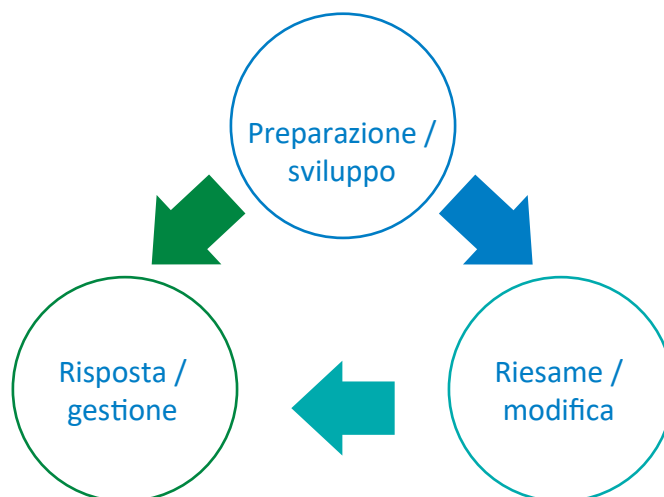 Preparazione /
sviluppo
Risposta /
gestione
Riesame /
modifica